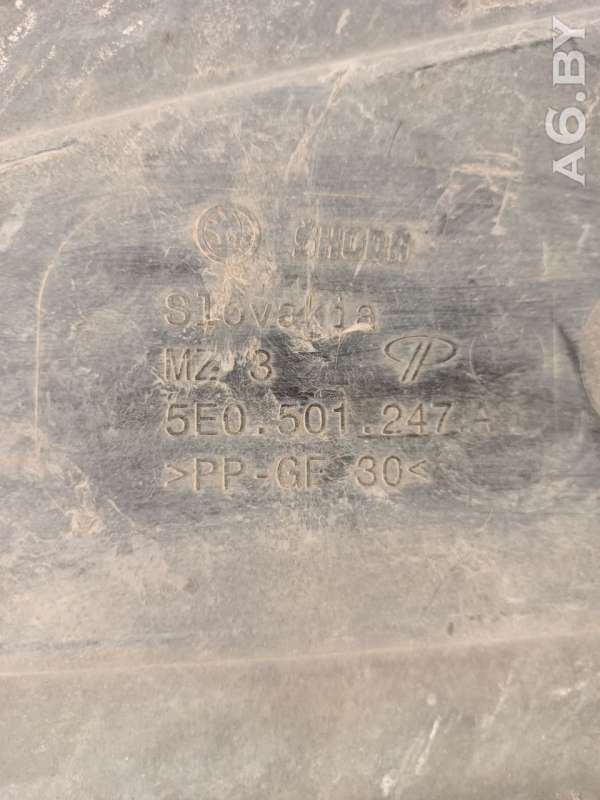 A6.BY
SKODA
Slovakia
MZ 3
5E0.501.247.A
>PP-GF 30<